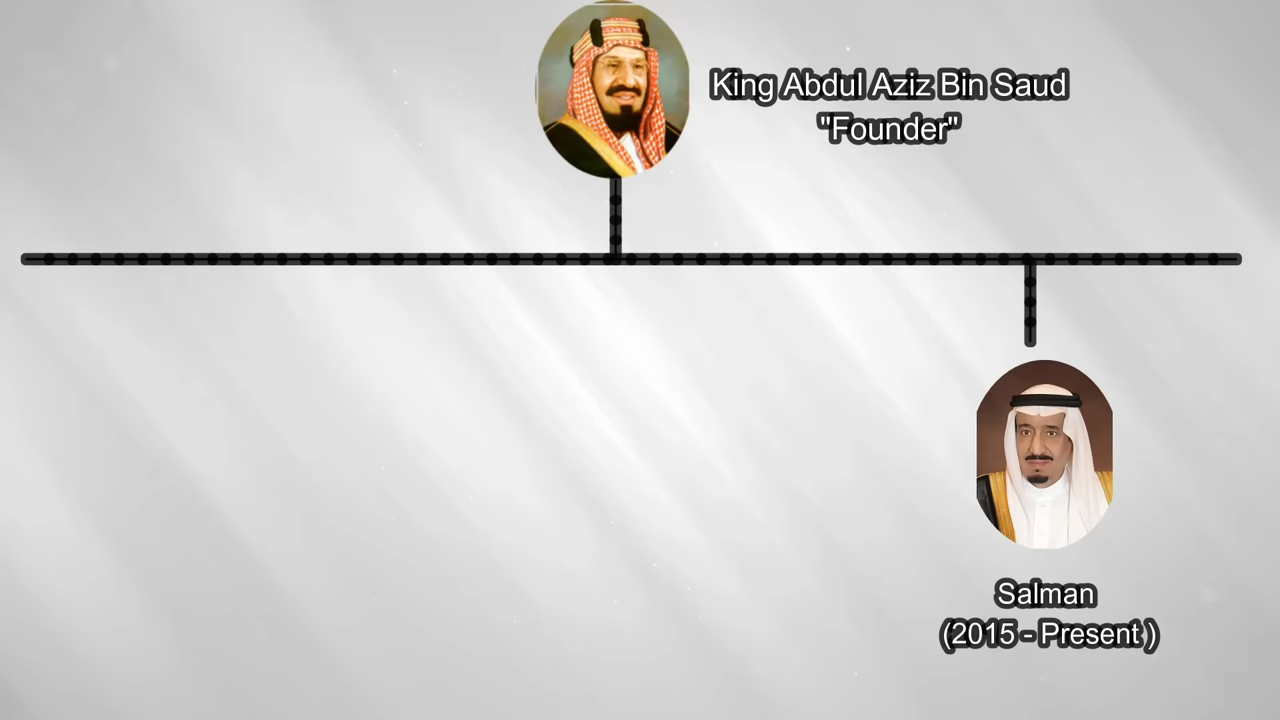 King Abdul Aziz Bin Saud
"Founder"
Salman
(2015 - Present )